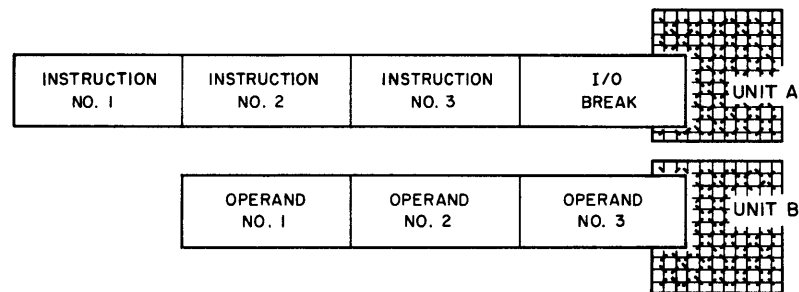 INSTRUCTION NO. 1
INSTRUCTION NO. 2
INSTRUCTION NO. 3
I/O BREAK
UNIT A
OPERAND NO. 1
OPERAND NO. 2
OPERAND NO. 3
UNIT B